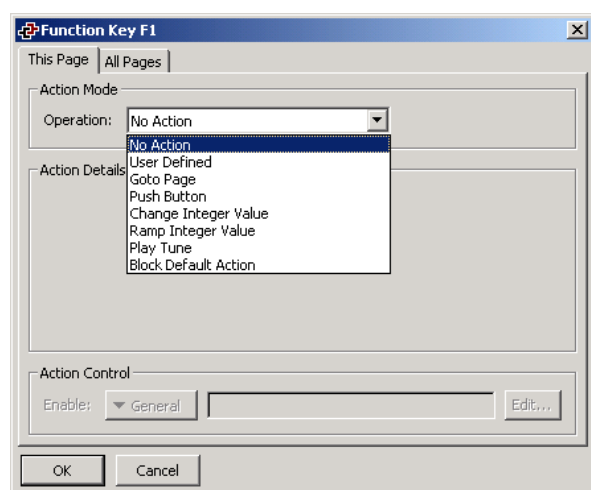 Function Key F1
This Page All Pages
Action Mode
Operation: No Action
No Action
User Defined
Action Details
Goto Page
Push Button
Change Integer Value
Ramp Integer Value
Play Tune
Block Default Action
Action Control
Enable: General Edit...
OK Cancel